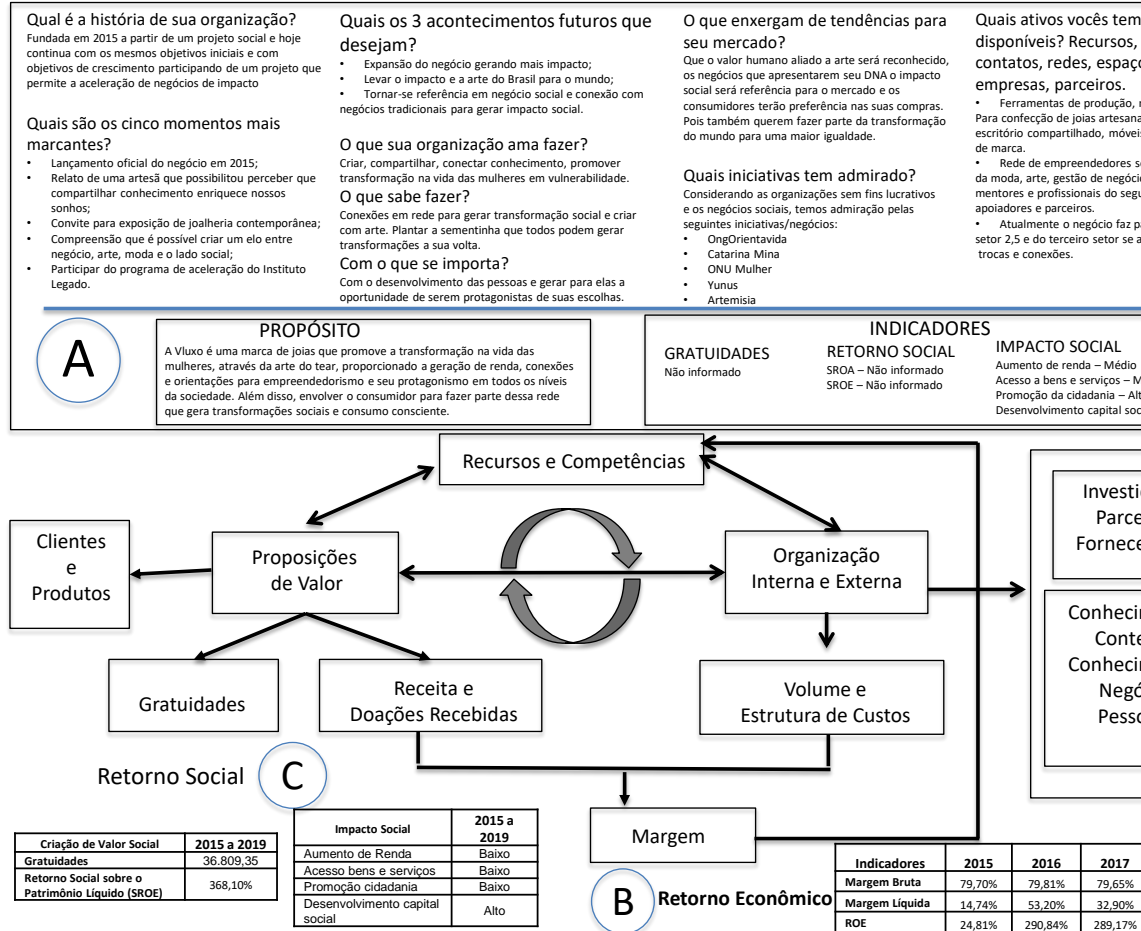 Qual é a história de sua organização?
Fundada em 2015 a partir de um projeto social e hoje
continua com os mesmos objetivos iniciais e com
objetivos de crescimento participando de um projeto que
permite a aceleração de negócios de impacto
Quais são os cinco momentos mais
marcantes?
• Lançamento oficial do negócio em 2015;
• Relato de uma artesã que possibilitou perceber que
compartilhar conhecimento enriquece nossos
sonhos;
• Convite para exposição de joalheria contemporânea;
• Compreensão que é possível criar um elo entre
negócio, arte, moda e o lado social;
• Participar do programa de aceleração do Instituto
Legado.
Quais os 3 acontecimentos futuros que
desejam?
• Expansão do negócio gerando mais impacto;
• Levar o impacto e a arte do Brasil para o mundo;
• Tornar-se referência em negócio social e conexão com
negócios tradicionais para gerar impacto social.
O que sua organização ama fazer?
Criar, compartilhar, conectar conhecimento, promover
transformação na vida das mulheres em vulnerabilidade.
O que sabe fazer?
Conexões em rede para gerar transformação social e criar
com arte. Plantar a sementinha que todos podem gerar
transformações a sua volta.
Com o que se importa?
Com o desenvolvimento das pessoas e gerar para elas a
oportunidade de serem protagonistas de suas escolhas.
O que enxergam de tendências para
seu mercado?
Que o valor humano aliado a arte será reconhecido,
os negócios que apresentarem seu DNA o impacto
social será referência para o mercado e os
consumidores terão preferência nas suas compras.
Pois também querem fazer parte da transformação
do mundo para uma maior igualdade.
Quais iniciativas tem admirado?
Considerando as organizações sem fins lucrativos
e os negócios sociais, temos admiração pelas
seguintes iniciativas/negócios:
• OngOrientavida
• Catarina Mina
• ONU Mulher
• Yunus
• Artemisia
Quais ativos vocês tem
disponíveis? Recursos,
contatos, redes, espaço
empresas, parceiros.
• Ferramentas de produção,
Para confecção de joias artesana
escritório compartilhado, móveis
de marca.
• Rede de empreendedores s
da moda, arte, gestão de negóci
mentores e profissionais do segu
apoiadores e parceiros.
• Atualmente o negócio faz pa
setor 2,5 e do terceiro setor se a
trocas e conexões.
A
PROPÓSITO
A Vluxo é uma marca de joias que promove a transformação na vida das
mulheres, através da arte do tear, proporcionado a geração de renda, conexões
e orientações para empreendedorismo e seu protagonismo em todos os níveis
da sociedade. Além disso, envolver o consumidor para fazer parte dessa rede
que gera transformações sociais e consumo consciente.
INDICADORES
GRATUIDADES
Não informado
RETORNO SOCIAL
SROA – Não informado
SROE – Não informado
IMPACTO SOCIAL
Aumento de renda – Médio
Acesso a bens e serviços – M
Promoção da cidadania – Alt
Desenvolvimento capital soc
Recursos e Competências
Clientes
e
Produtos
Proposições
de Valor
Organização
Interna e Externa
Investi
Parce
Fornece
Conhecim
Conte
Conhecim
Negó
Pesso
Gratuidades
Receita e
Doações Recebidas
Volume e
Estrutura de Custos
Margem
Retorno Social C
Criação de Valor Social 2015 a 2019
Gratuidades 36.809,35
Retorno Social sobre o
Patrimônio Líquido (SROE) 368,10%
Impacto Social 2015 a
2019
Aumento de Renda Baixo
Acesso bens e serviços Baixo
Promoção cidadania Baixo
Desenvolvimento capital
social Alto
B Retorno Econômico
Indicadores 2015 2016 2017
Margem Bruta 79,70% 79,81% 79,65%
Margem Líquida 14,74% 53,20% 32,90%
ROE 24,81% 290,84% 289,17%